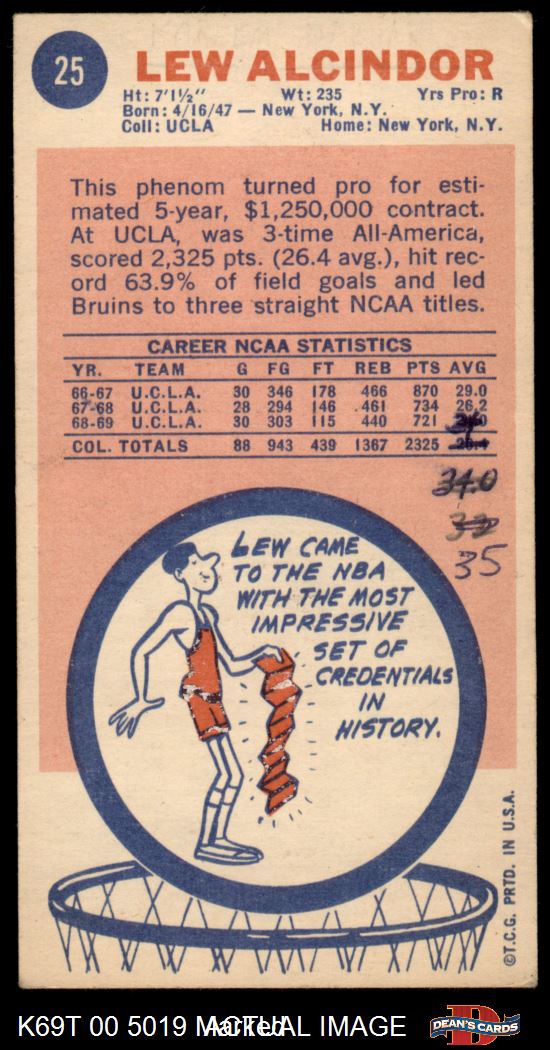 25
LEW ALCINDOR
Ht: 7'1½" Wt: 235 Yrs Pro: R
Born: 4/16/47 — New York, N.Y.
Coll: UCLA Home: New York, N.Y.
This phenom turned pro for esti-
mated 5-year, $1,250,000 contract.
At UCLA, was 3-time All-America,
scored 2,325 pts. (26.4 avg.), hit rec-
ord 63.9% of field goals and led
Bruins to three straight NCAA titles.
CAREER NCAA STATISTICS
YR. TEAM G FG FT REB PTS AVG
66-67 U.C.L.A. 30 346 178 466 870 29.0
67-68 U.C.L.A. 28 294 146 461 734 26.2
68-69 U.C.L.A. 30 303 115 440 721
COL. TOTALS 88 943 439 1367 2325 26.4
34.0
32
35
LEW CAME
TO THE NBA
WITH THE MOST
IMPRESSIVE
SET OF
CREDENTIALS
IN
HISTORY.
©T.C.G. PRTD. IN U.S.A.
K69T 00 5019 ACTUAL IMAGE
Marked
DEAN'S CARDS